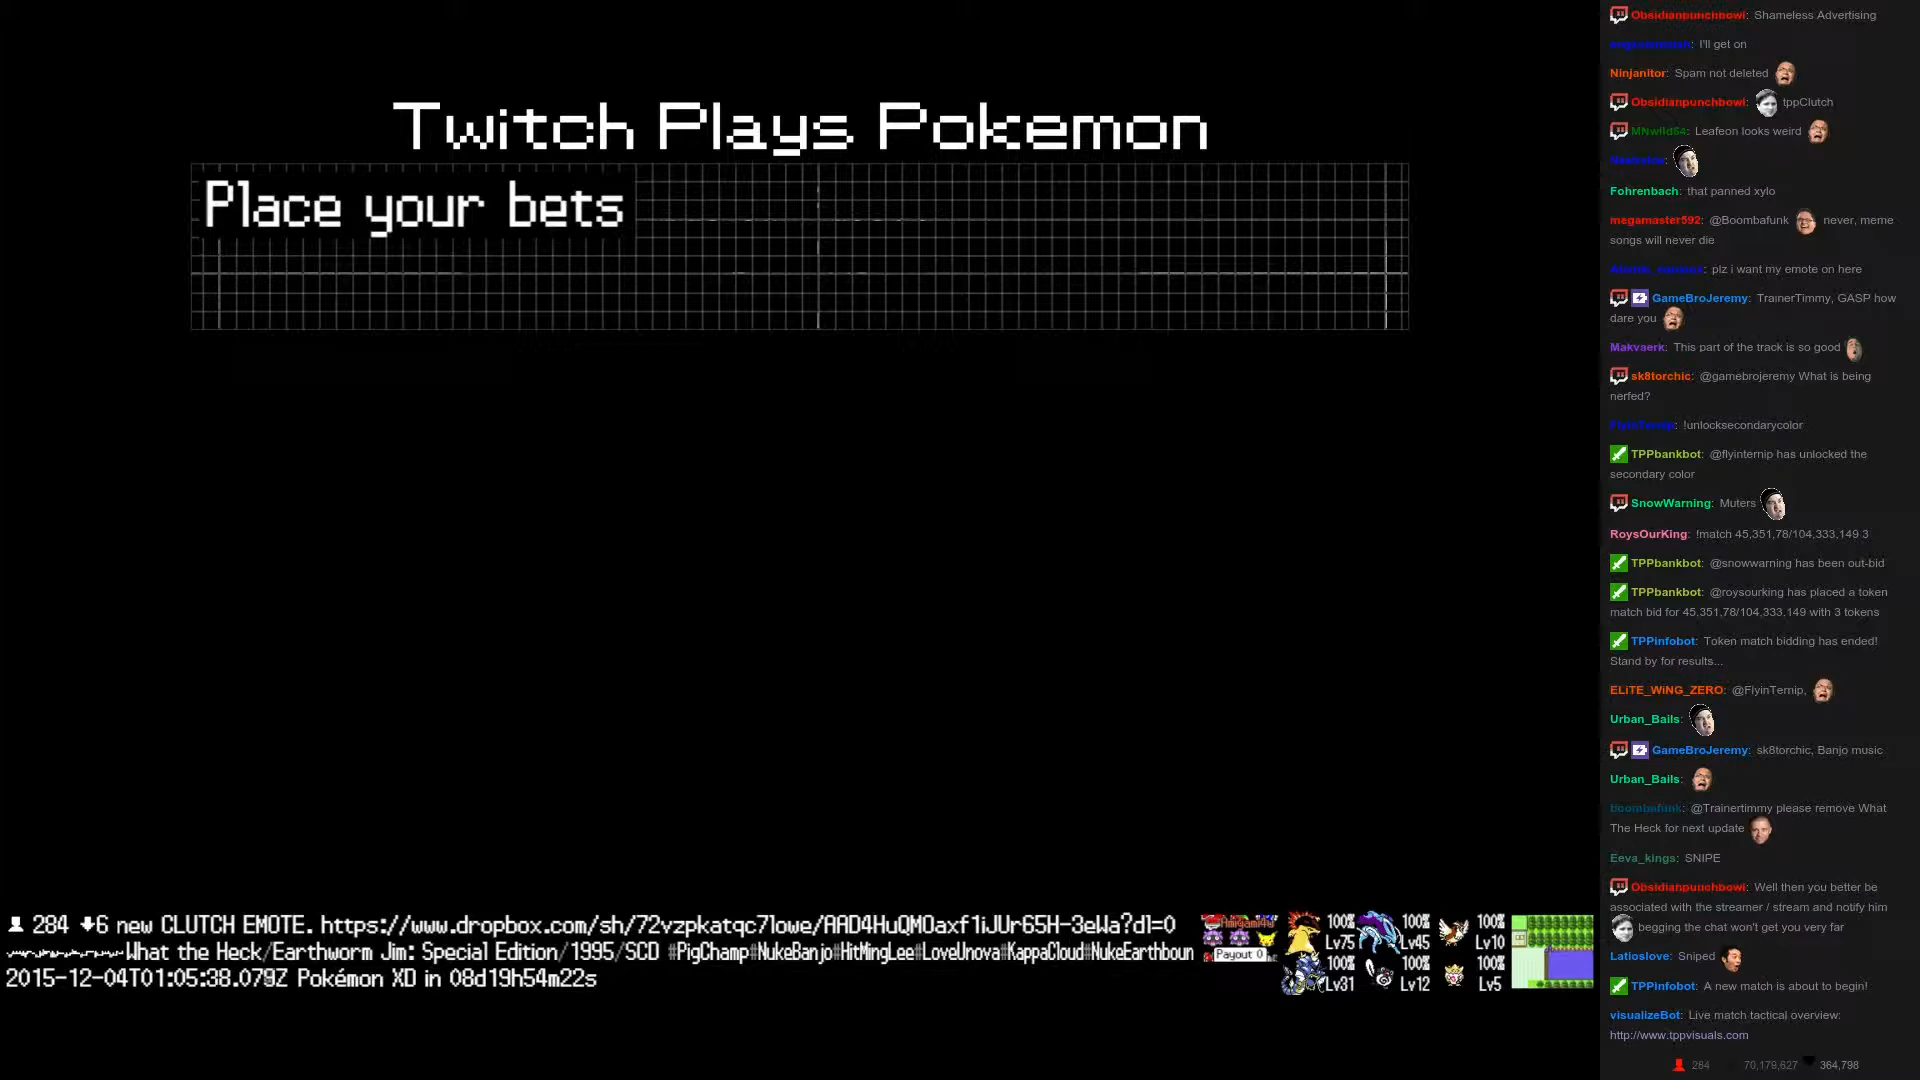 Twitch Plays Pokemon
Place your bets
284 6 new CLUTCH EMOTE. https://www.dropbox.com/sh/72vzpkatqc7lowe/AAD4HuQMOaxf1iJUr65H-3eWa?dl=0
What the Heck/Earthworm Jim: Special Edition/1995/SCD #PigChamp#NukeBanjo#HitMingLee#LoveUnova#KappaCloud#NukeEarthboun
2015-12-04T01:05:38.079Z Pokémon XD in 08d19h54m22s
Payout 0
100% Lv75
100% Lv45
100% Lv10
100% Lv31
100% Lv12
100% Lv5
Obsidianpunchbowl: Shameless Advertising
I'll get on
Ninjanitor: Spam not deleted
Obsidianpunchbowl: tppClutch
MNwild64: Leafeon looks weird
Fohrenbach: that panned xylo
megamaster592: @Boombafunk never, meme
songs will never die
plz i want my emote on here
GameBroJeremy: TrainerTimmy, GASP how
dare you
Makvaerk: This part of the track is so good
sk8torchic: @gamebrojeremy What is being
nerfed?
FlyinTernip: !unlocksecondarycolor
TPPbankbot: @flyinternip has unlocked the
secondary color
SnowWarning: Muters
RoysOurKing: !match 45,351,78/104,333,149 3
TPPbankbot: @snowwarning has been out-bid
TPPbankbot: @roysourking has placed a token
match bid for 45,351,78/104,333,149 with 3 tokens
TPPinfobot: Token match bidding has ended!
Stand by for results...
ELiTE_WiNG_ZERO: @FlyinTernip,
Urban_Bails:
GameBroJeremy: sk8torchic, Banjo music
Urban_Bails:
boombafunk: @Trainertimmy please remove What
The Heck for next update
Eeva_kings: SNIPE
Obsidianpunchbowl: Well then you better be
associated with the streamer / stream and notify him
begging the chat won't get you very far
Latioslove: Sniped
TPPinfobot: A new match is about to begin!
visualizeBot: Live match tactical overview:
http://www.tppvisuals.com
284 70,179,627 364,798